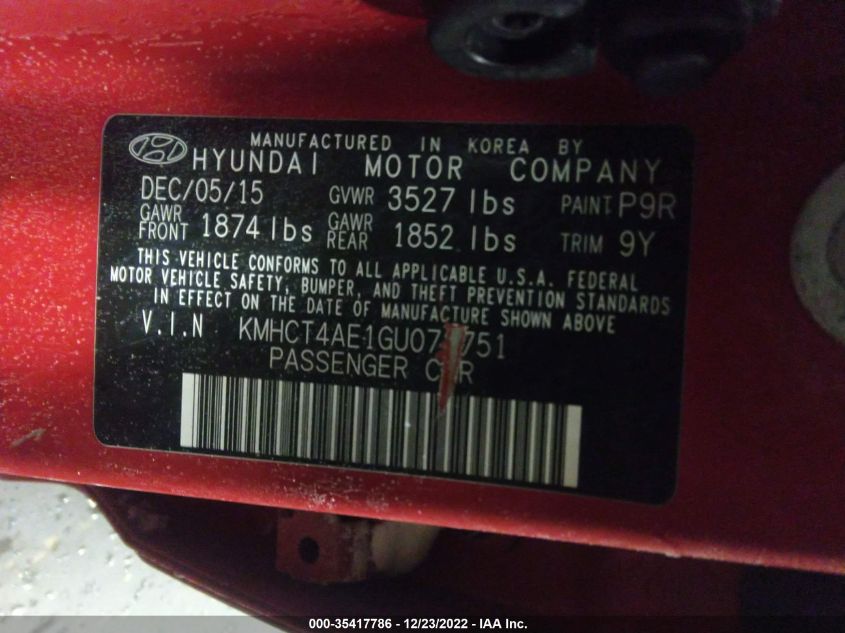 MANUFACTURED IN KOREA BY
HYUNDAI MOTOR COMPANY
DEC/05/15 GVWR 3527 lbs PAINT P9R
GAWR FRONT 1874 lbs GAWR REAR 1852 lbs TRIM 9Y
THIS VEHICLE CONFORMS TO ALL APPLICABLE U.S.A. FEDERAL
MOTOR VEHICLE SAFETY, BUMPER, AND THEFT PREVENTION STANDARDS
IN EFFECT ON THE DATE OF MANUFACTURE SHOWN ABOVE
V.I.N
PASSENGER
000-35417786 - 12/23/2022 - IAA Inc.